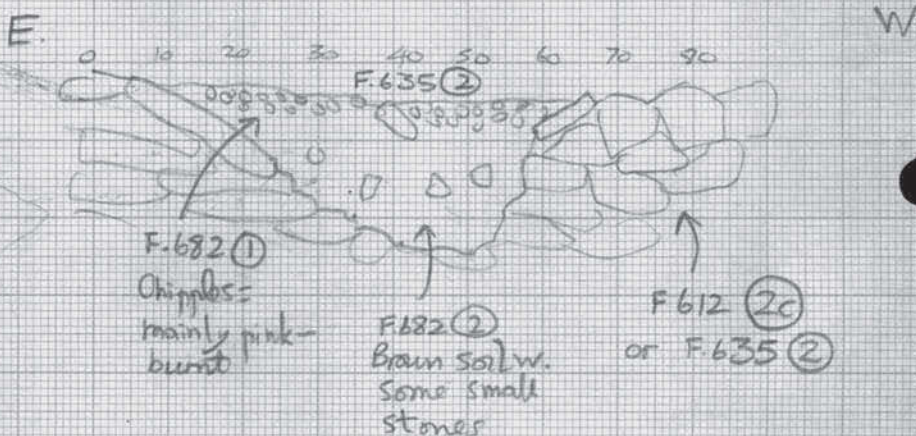 E. W
0 10 20 30 40 50 60 70 80
F.635 ②
F.682 ①
Chipples =
mainly pink-
burnt
F682 ②
Brown soil w.
some small
stones
F 612 ②c
or F.635 ②